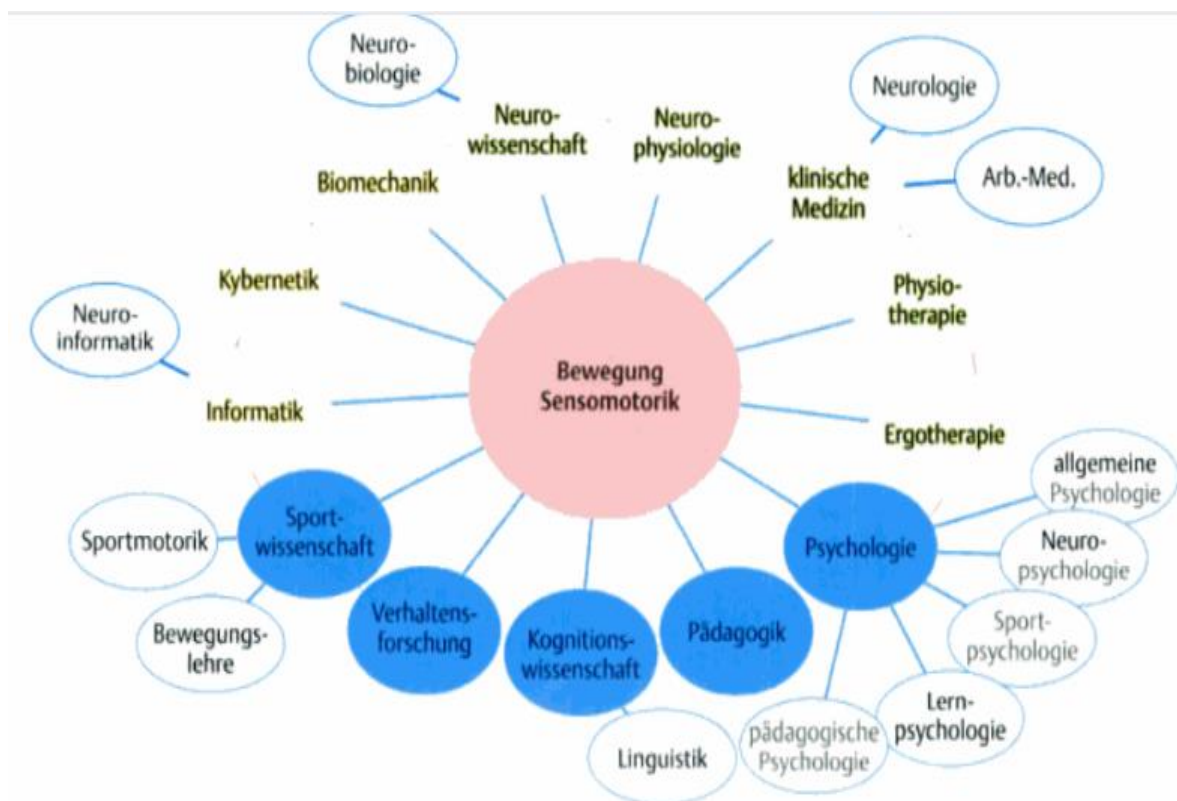 Neuro-
biologie
Neurologie
Neuro-
wissenschaft
Neuro-
physiologie
klinische
Medizin
Arb.-Med.
Biomechanik
Kybernetik
Physio-
therapie
Neuro-
informatik
Bewegung
Sensomotorik
Informatik
Ergotherapie
allgemeine
Psychologie
Sport-
wissenschaft
Sportmotorik
Psychologie
Neuro-
psychologie
Verhaltens-
forschung
Kognitions-
wissenschaft
Pädagogik
Sport-
psychologie
Bewegungs-
lehre
Lern-
psychologie
pädagogische
Psychologie
Linguistik